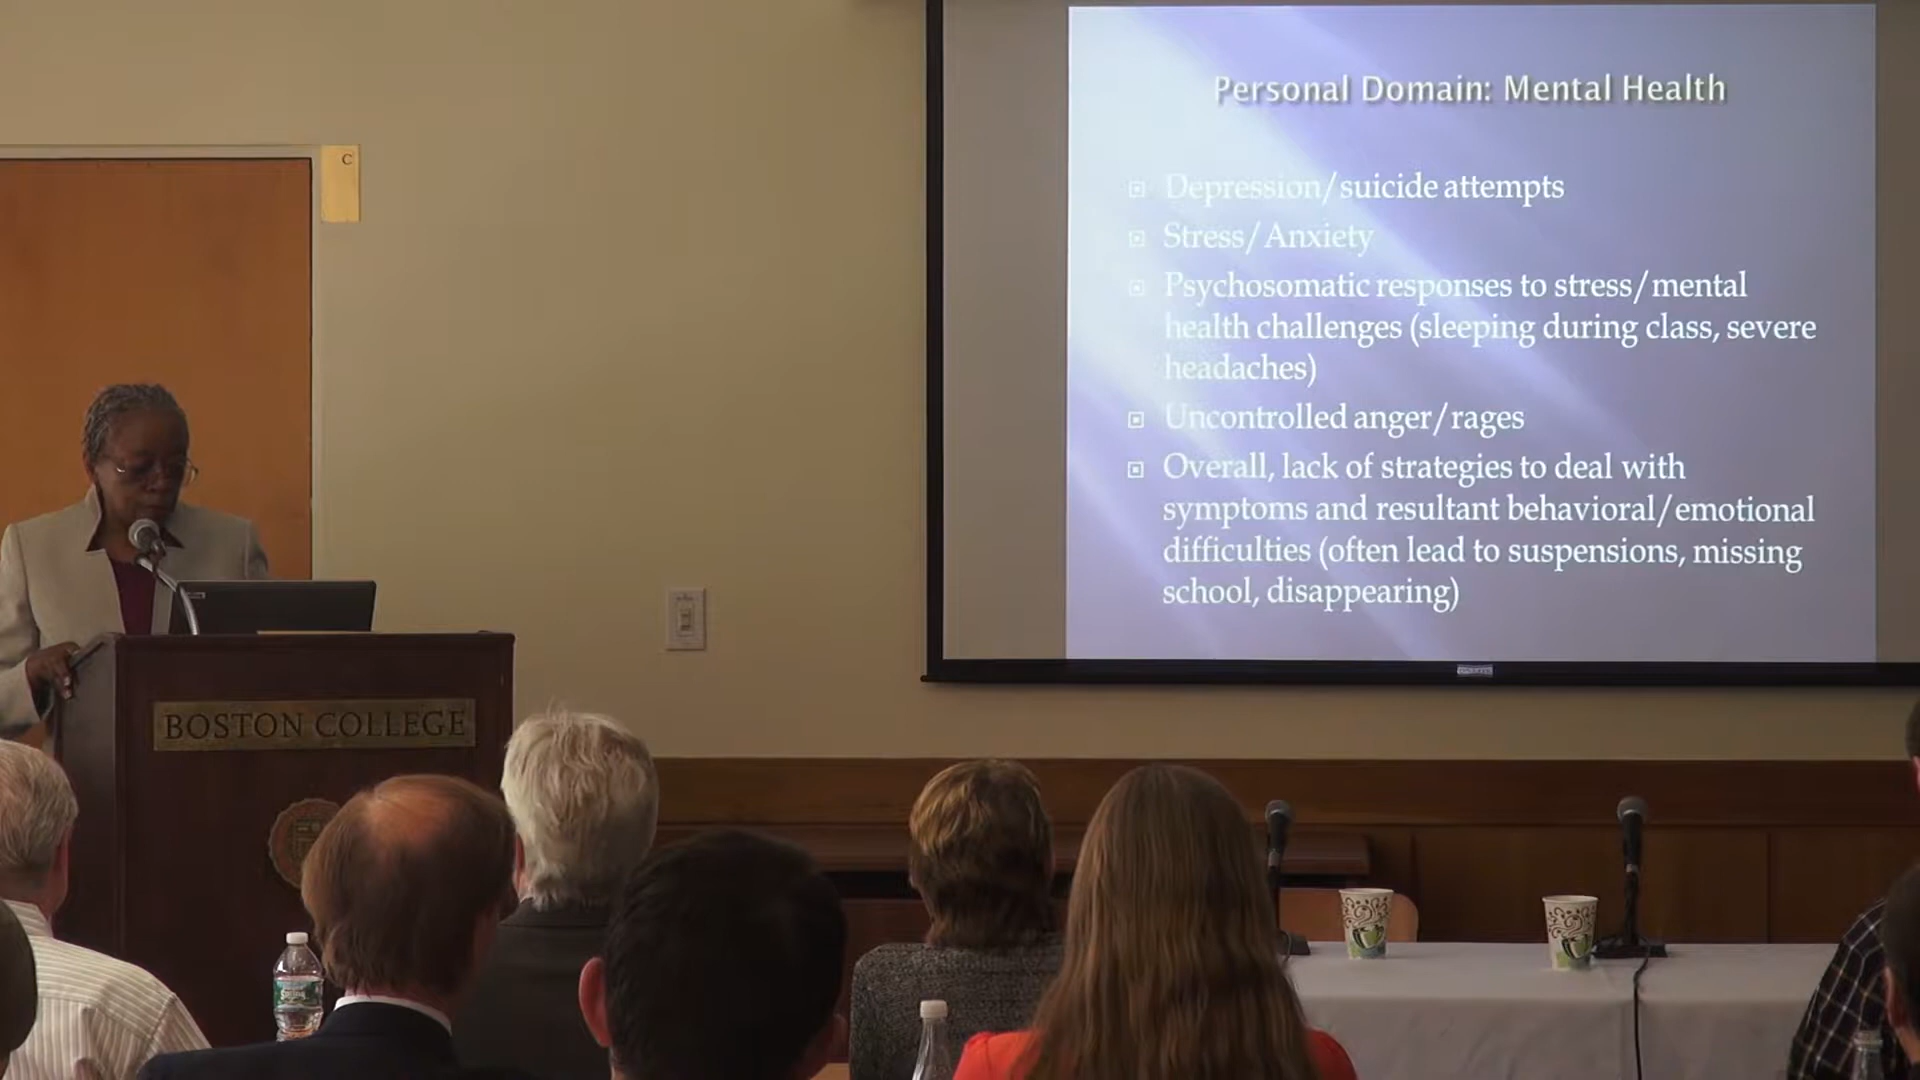 C
Personal Domain: Mental Health
Depression/suicide attempts
Stress/Anxiety
Psychosomatic responses to stress/mental
health challenges (sleeping during class, severe
headaches)
Uncontrolled anger/rages
Overall, lack of strategies to deal with
symptoms and resultant behavioral/emotional
difficulties (often lead to suspensions, missing
school, disappearing)
BOSTON COLLEGE